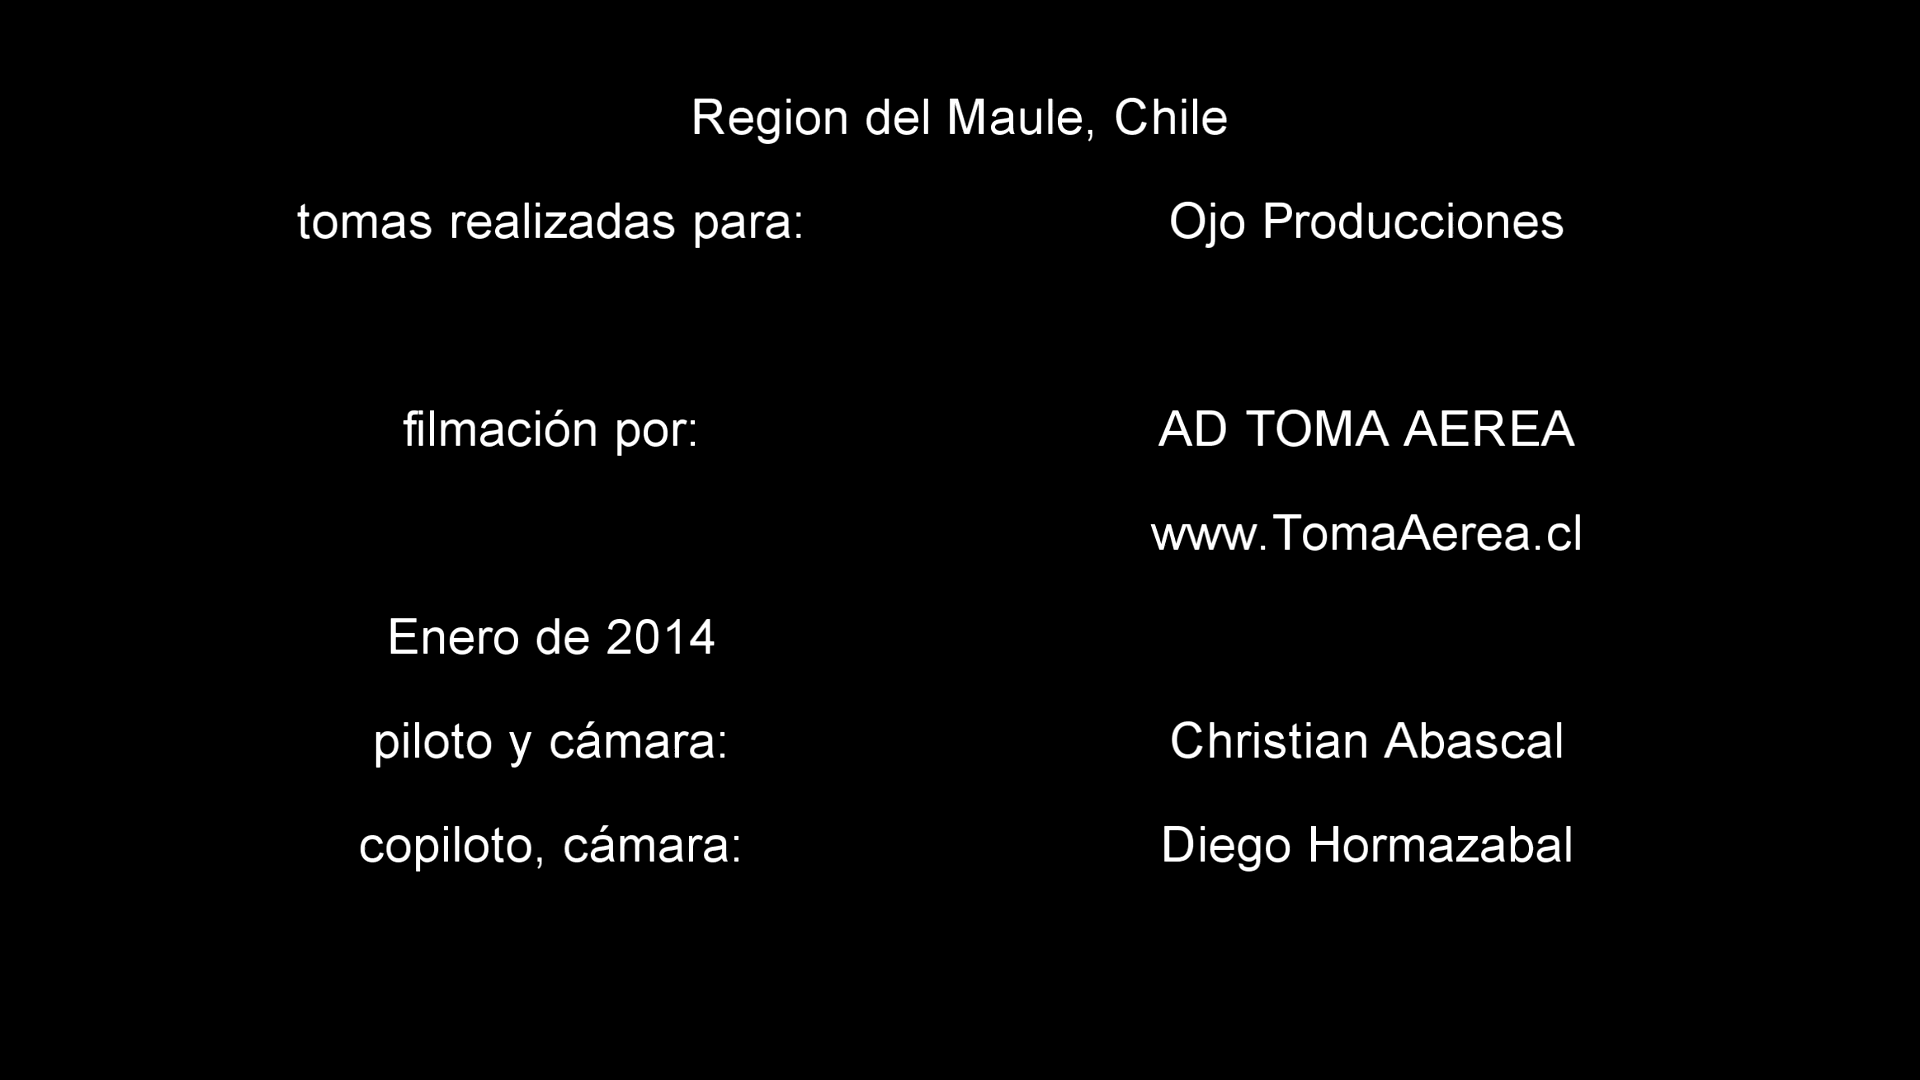 Region del Maule, Chile
tomas realizadas para: Ojo Producciones
filmación por: AD TOMA AEREA
www.TomaAerea.cl
Enero de 2014
piloto y cámara: Christian Abascal
copiloto, cámara: Diego Hormazabal